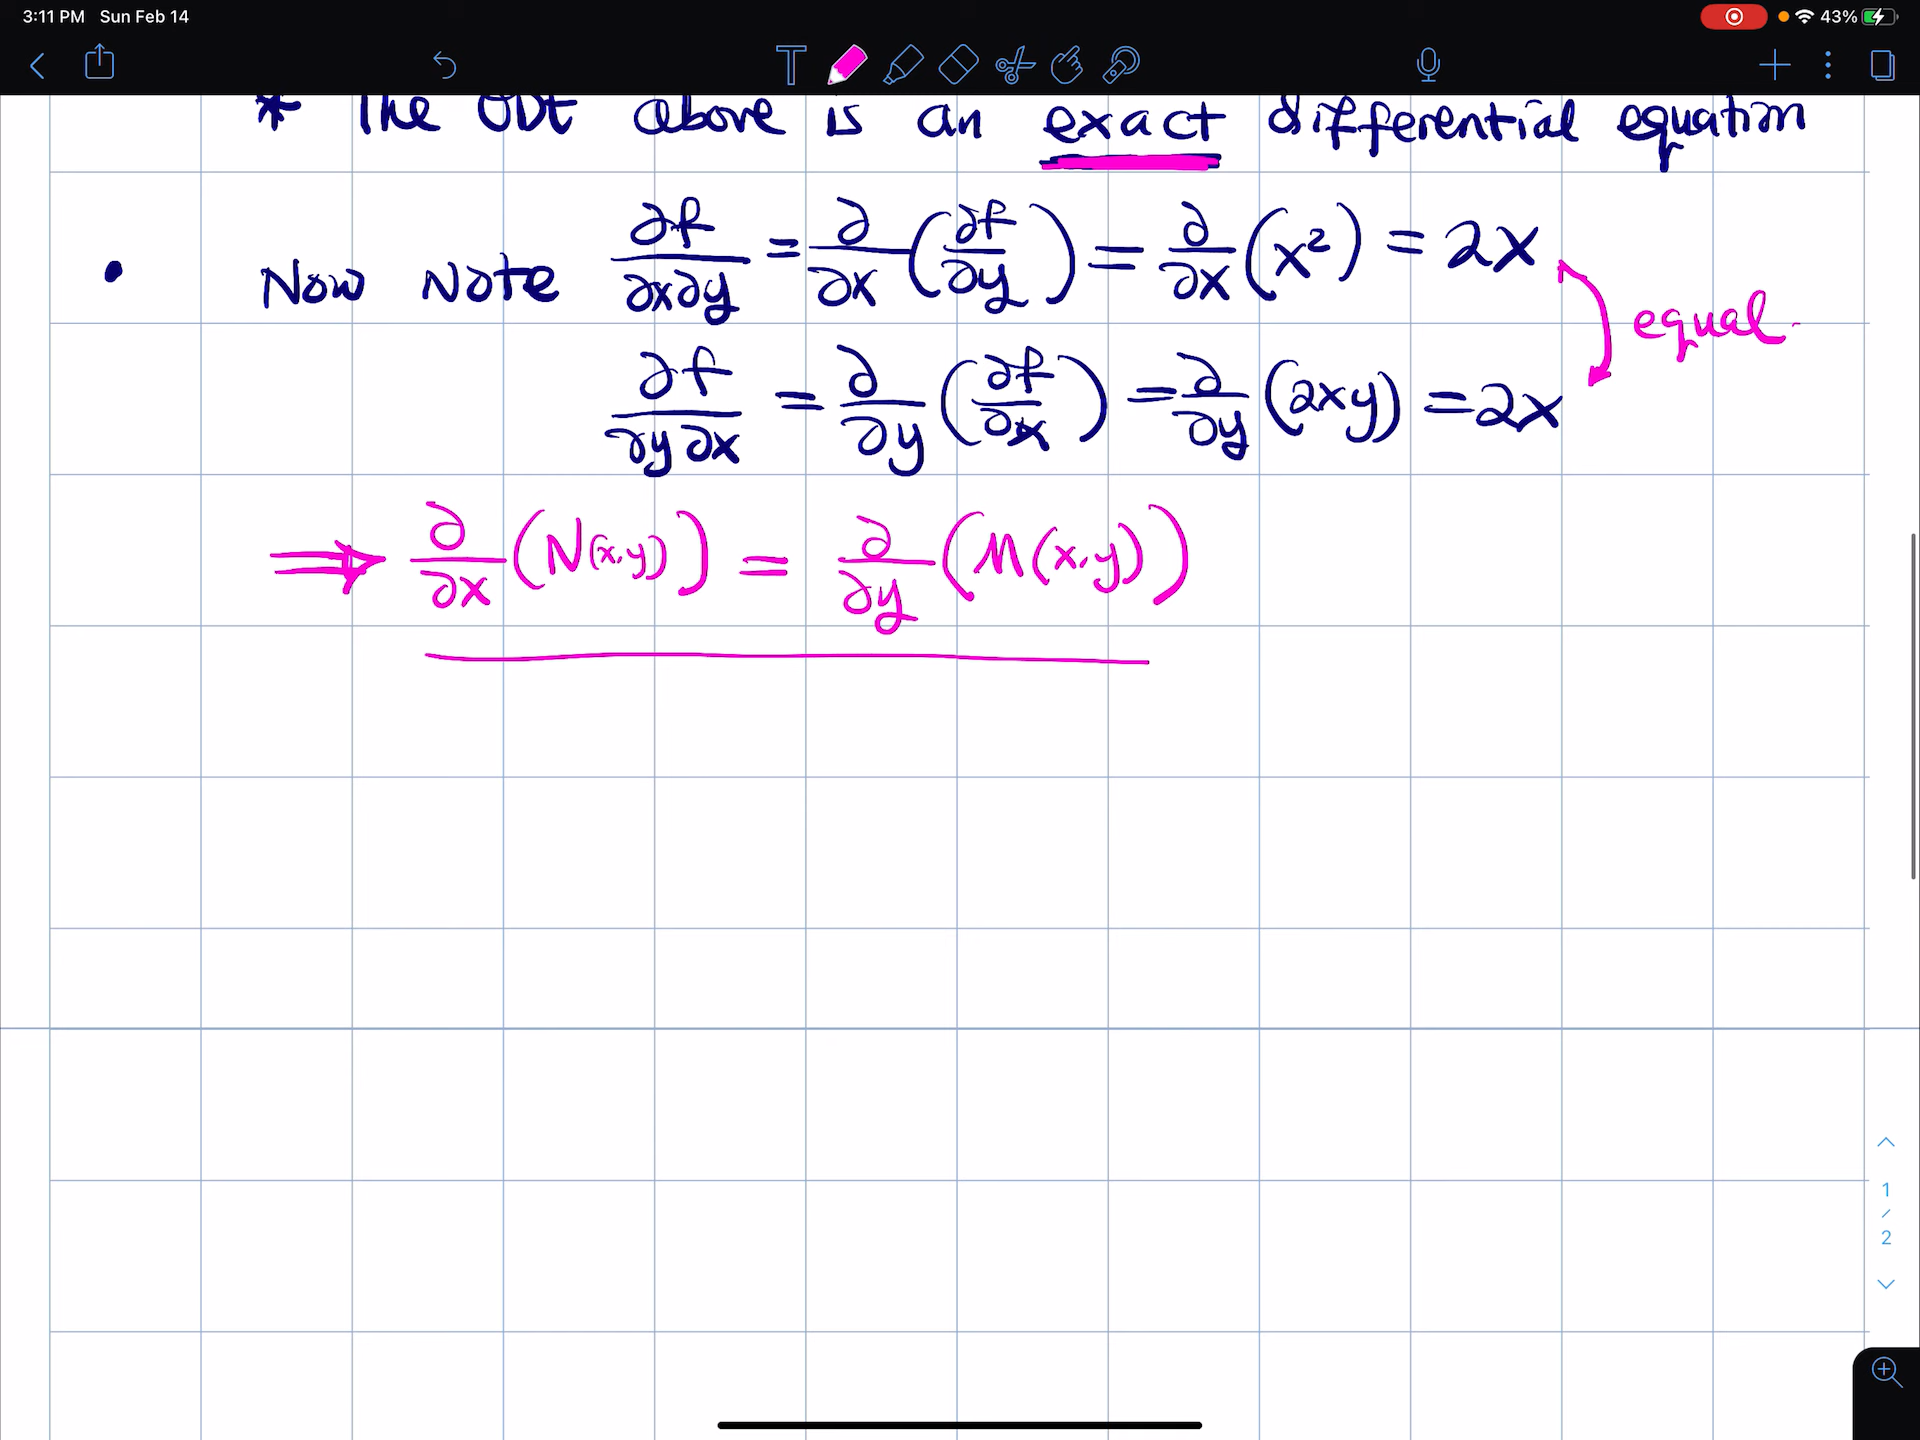 3:11 PM Sun Feb 14
43%
T
* The ODE above is an exact differential equation
• Now Note ∂f/∂x∂y = ∂/∂x (∂f/∂y) = ∂/∂x (x²) = 2x
equal.
∂f/∂y∂x = ∂/∂y (∂f/∂x) = ∂/∂y (2xy) = 2x
⇒ ∂/∂x (N(x,y)) = ∂/∂y (M(x,y))
1
/
2